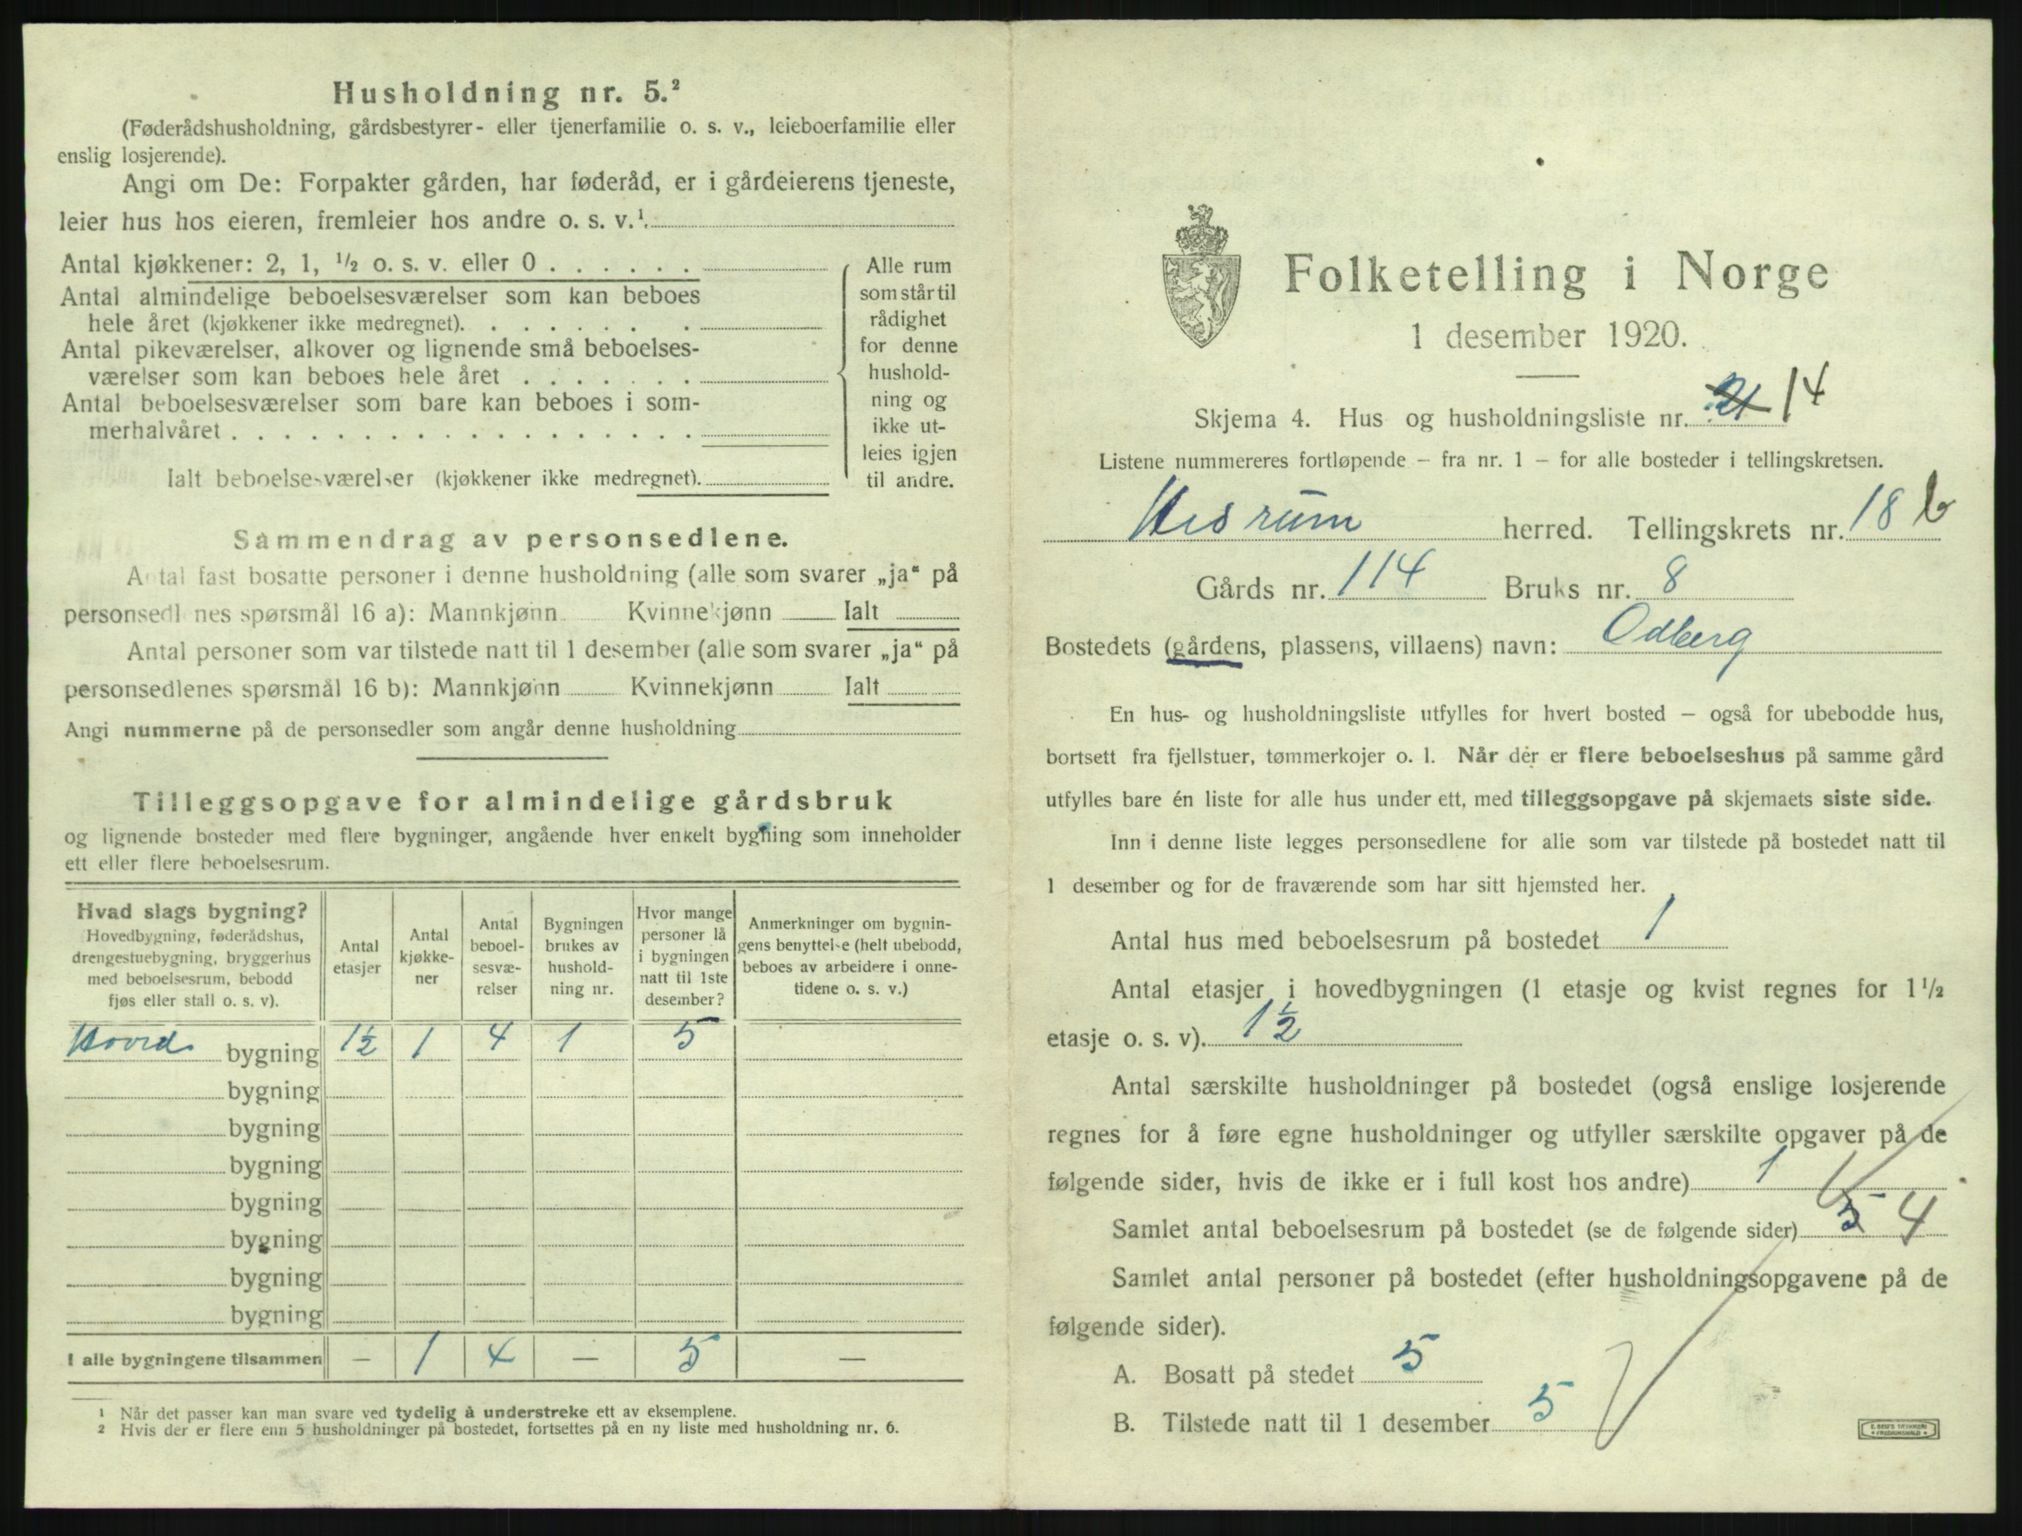 Husholdning nr. 5.²
(Føderådshusholdning, gårdsbestyrer- eller tjenerfamilie o. s. v., leieboerfamilie eller
enslig losjerende).
Angi om De: Forpakter gården, har føderåd, er i gårdeierens tjeneste,
leier hus hos eieren, fremleier hos andre o. s. v.¹.
Antal kjøkkener: 2, 1, ½ o. s. v. eller 0 . . . . . .
Antal almindelige beboelsesværelser som kan beboes
hele året (kjøkkener ikke medregnet). . . . . . . .
Antal pikeværelser, alkover og lignende små beboelses-
værelser som kan beboes hele året . . . . . . .
Antal beboelsesværelser som bare kan beboes i som-
merhalvåret . . . . . . . . . . . . . . . . . .
Alle rum
som står til
rådighet
for denne
hushold-
ning og
ikke ut-
leies igjen
til andre.
Ialt beboelsesværelser (kjøkkener ikke medregnet).
Sammendrag av personsedlene.
Antal fast bosatte personer i denne husholdning (alle som svarer „ja“ på
personsedlenes spørsmål 16 a): Mannkjønn Kvinnekjønn Ialt
Antal personer som var tilstede natt til 1 desember (alle som svarer „ja“ på
personsedlenes spørsmål 16 b): Mannkjønn Kvinnekjønn Ialt
Angi nummerne på de personsedler som angår denne husholdning
Tilleggsopgave for almindelige gårdsbruk
og lignende bosteder med flere bygninger, angående hver enkelt bygning som inneholder
ett eller flere beboelsesrum.
Hvad slags bygning?
Hovedbygning, føderådshus,
drengestuebygning, bryggerhus
med beboelsesrum, bebodd
fjøs eller stall o. s. v).
Antal
etasjer
Antal
kjøkke-
ner
Antal
beboel-
sesvæ-
relser
Bygningen
brukes av
hushold-
ning nr.
Hvor mange
personer lå
i bygningen
natt til 1ste
desember?
Anmerkninger om bygnin-
gens benyttelse (helt ubebodd,
beboes av arbeidere i onne-
tidene o. s. v.)
Hoved bygning 1½ 1 4 1 5
bygning
bygning
bygning
bygning
bygning
bygning
bygning
I alle bygningene tilsammen — 1 4 — 5 —
¹ Når det passer kan man svare ved tydelig å understreke ett av eksemplene.
² Hvis der er flere enn 5 husholdninger på bostedet, fortsettes på en ny liste med husholdning nr. 6.
Folketelling i Norge
1 desember 1920.
Skjema 4. Hus og husholdningsliste nr. 21 14
Listene nummereres fortløpende – fra nr. 1 – for alle bosteder i tellingskretsen.
Hedrum herred. Tellingskrets nr. 18 b
Gårds nr. 114 Bruks nr. 8
Bostedets (gårdens, plassens, villaens) navn: Odberg
En hus- og husholdningsliste utfylles for hvert bosted – også for ubebodde hus,
bortsett fra fjellstuer, tømmerkojer o. l. Når der er flere beboelseshus på samme gård
utfylles bare én liste for alle hus under ett, med tilleggsopgave på skjemaets siste side.
Inn i denne liste legges personsedlene for alle som var tilstede på bostedet natt til
1 desember og for de fraværende som har sitt hjemsted her.
Antal hus med beboelsesrum på bostedet 1
Antal etasjer i hovedbygningen (1 etasje og kvist regnes for 1½
etasje o. s. v). 1½
Antal særskilte husholdninger på bostedet (også enslige losjerende
regnes for å føre egne husholdninger og utfyller særskilte opgaver på de
følgende sider, hvis de ikke er i full kost hos andre) 1
Samlet antal beboelsesrum på bostedet (se de følgende sider) 5 4
Samlet antal personer på bostedet (efter husholdningsopgavene på de
følgende sider).
A. Bosatt på stedet 5
B. Tilstede natt til 1 desember 5